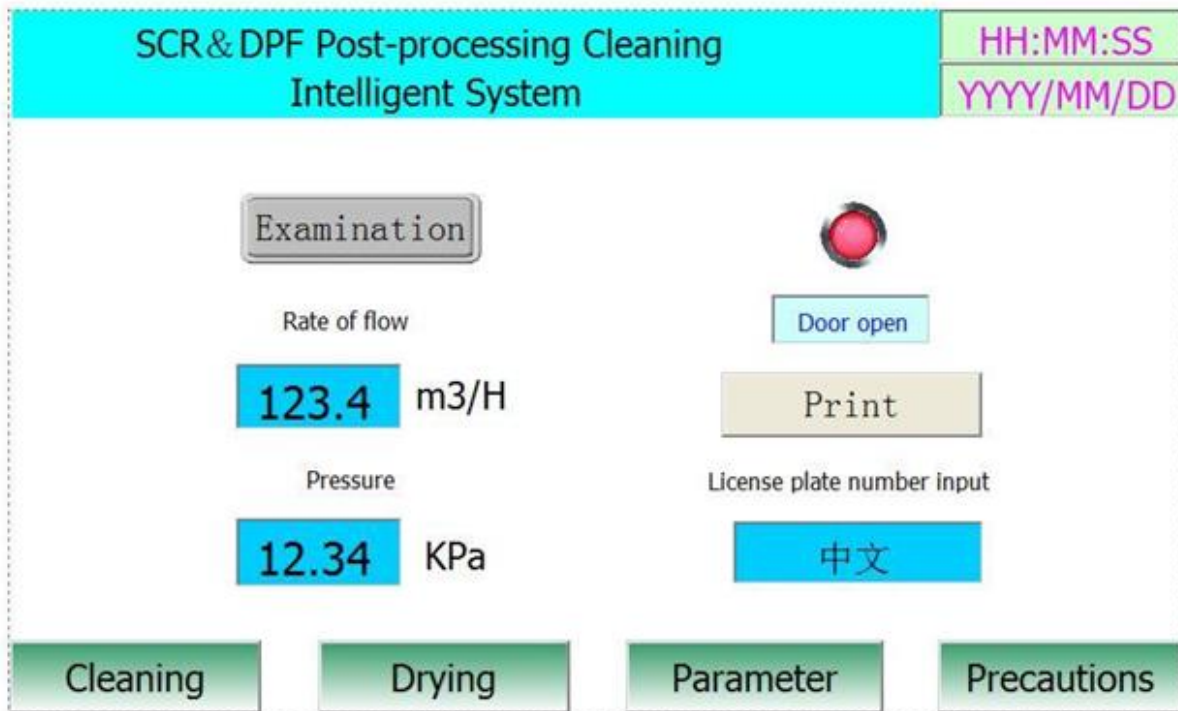 SCR&DPF Post-processing Cleaning
Intelligent System
HH:MM:SS
YYYY/MM/DD
Examination
Rate of flow
123.4 m3/H
Pressure
12.34 KPa
Door open
Print
License plate number input
中文
Cleaning
Drying
Parameter
Precautions